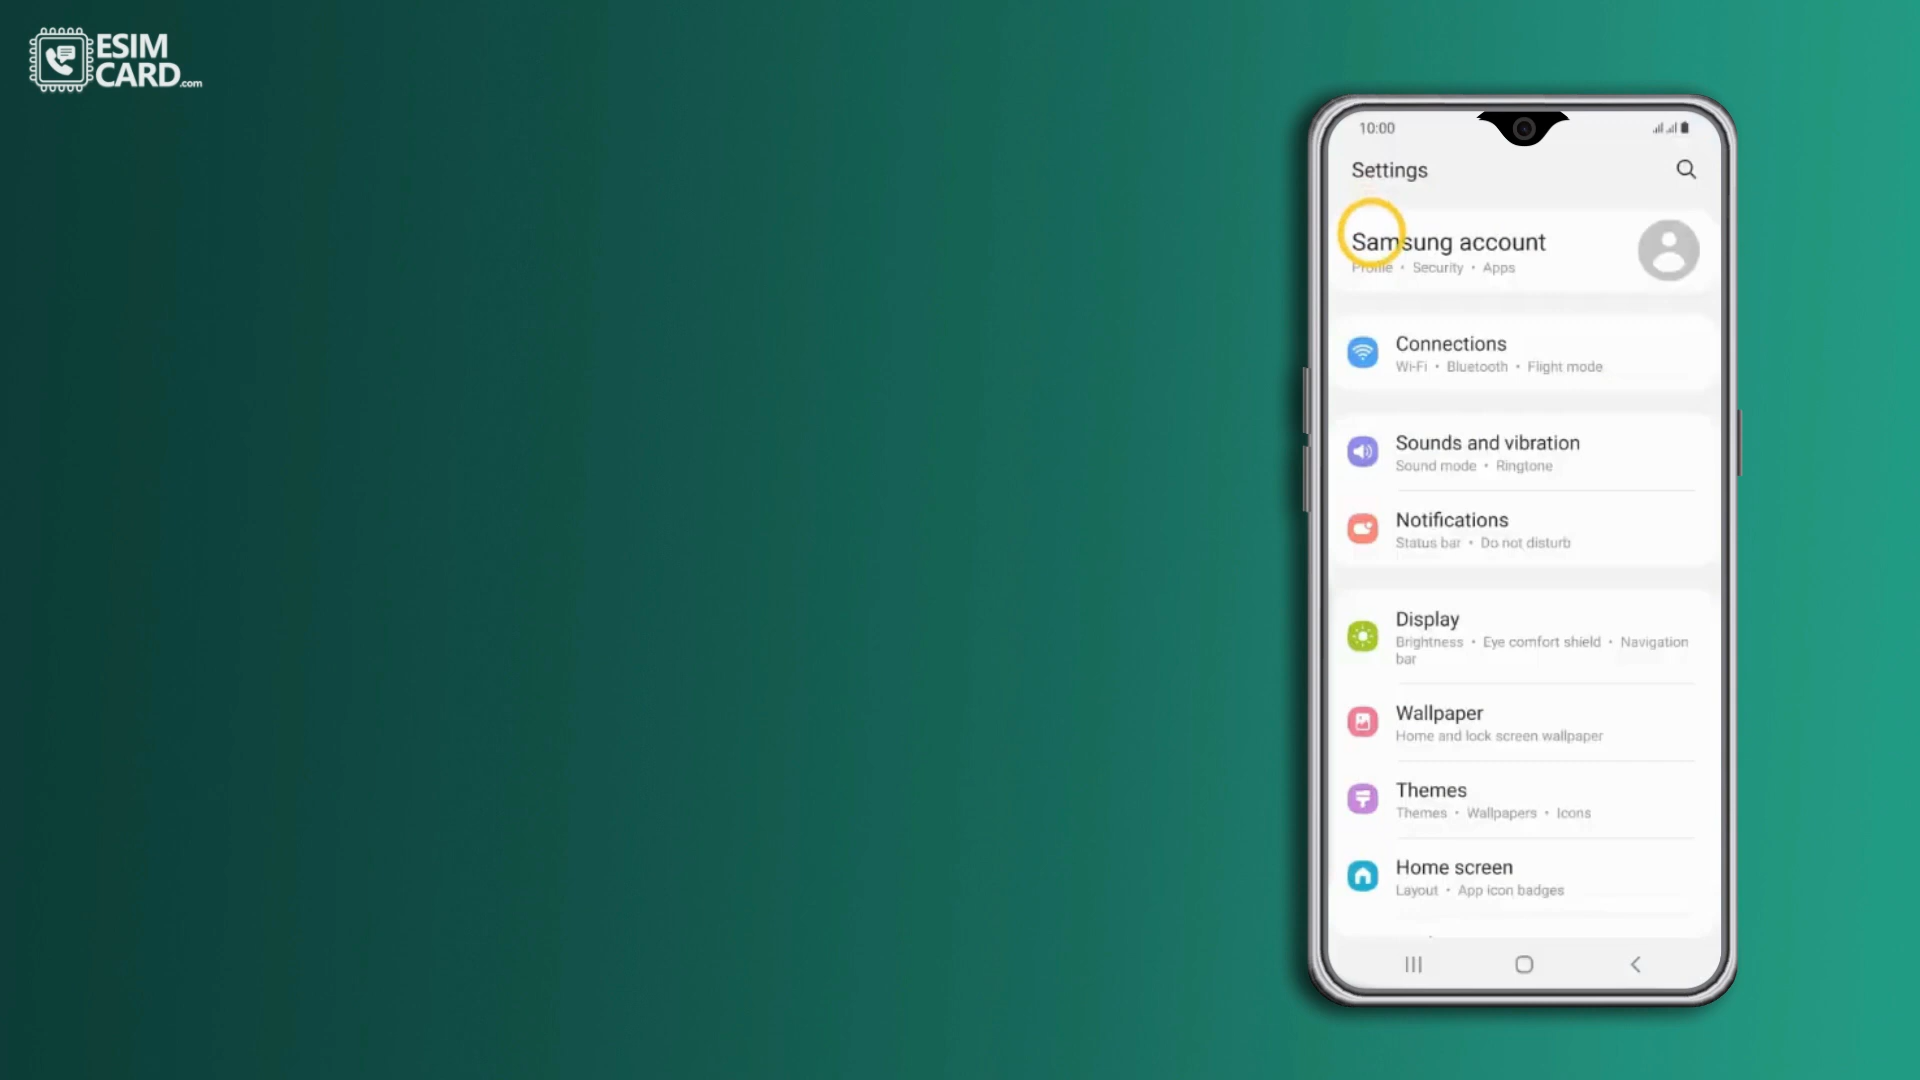 ESIM
CARD.com
10:00
Settings
Samsung account
Profile • Security • Apps
Connections
Wi-Fi • Bluetooth • Flight mode
Sounds and vibration
Sound mode • Ringtone
Notifications
Status bar • Do not disturb
Display
Brightness • Eye comfort shield • Navigation
bar
Wallpaper
Home and lock screen wallpaper
Themes
Themes • Wallpapers • Icons
Home screen
Layout • App icon badges